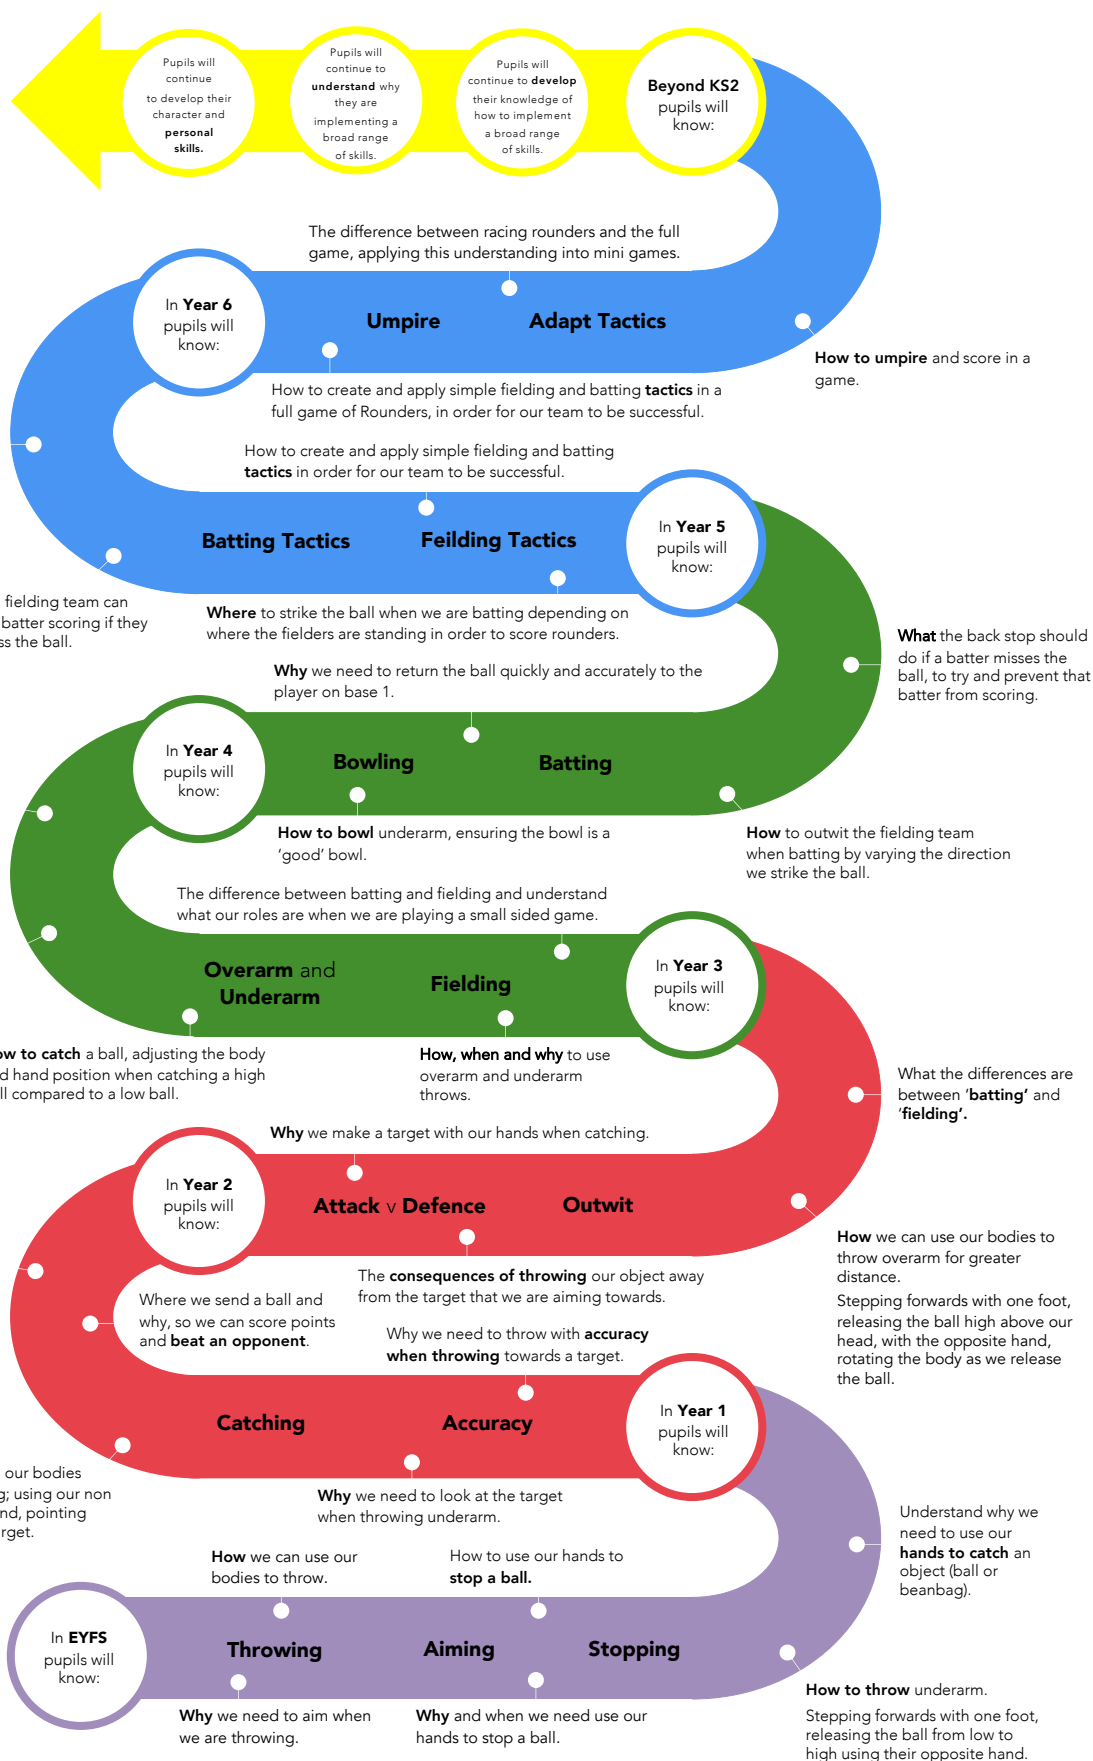 Pupils will
continue
to develop their
character and
personal
skills.
Pupils will
continue to
understand why
they are
implementing a
broad range
of skills.
Pupils will
continue to develop
their knowledge of
how to implement
a broad range
of skills.
Beyond KS2
pupils will
know:
The difference between racing rounders and the full
game, applying this understanding into mini games.
In Year 6
pupils will
know:
Umpire
Adapt Tactics
How to umpire and score in a
game.
How to create and apply simple fielding and batting tactics in a
full game of Rounders, in order for our team to be successful.
How to create and apply simple fielding and batting
tactics in order for our team to be successful.
In Year 5
pupils will
know:
Batting Tactics
Feilding Tactics
fielding team can
batter scoring if they
the ball.
Where to strike the ball when we are batting depending on
where the fielders are standing in order to score rounders.
What the back stop should
do if a batter misses the
ball, to try and prevent that
batter from scoring.
Why we need to return the ball quickly and accurately to the
player on base 1.
In Year 4
pupils will
know:
Bowling
Batting
How to bowl underarm, ensuring the bowl is a
‘good’ bowl.
How to outwit the fielding team
when batting by varying the direction
we strike the ball.
The difference between batting and fielding and understand
what our roles are when we are playing a small sided game.
In Year 3
pupils will
know:
Overarm and
Underarm
Fielding
to catch a ball, adjusting the body
hand position when catching a high
compared to a low ball.
How, when and why to use
overarm and underarm
throws.
What the differences are
between ‘batting’ and
‘fielding’.
Why we make a target with our hands when catching.
In Year 2
pupils will
know:
Attack v Defence
Outwit
How we can use our bodies to
throw overarm for greater
distance.
Stepping forwards with one foot,
releasing the ball high above our
head, with the opposite hand,
rotating the body as we release
the ball.
The consequences of throwing our object away
from the target that we are aiming towards.
Where we send a ball and
why, so we can score points
and beat an opponent.
Why we need to throw with accuracy
when throwing towards a target.
In Year 1
pupils will
know:
Catching
Accuracy
our bodies
using our non
pointing
Why we need to look at the target
when throwing underarm.
Understand why we
need to use our
hands to catch an
object (ball or
beanbag).
How we can use our
bodies to throw.
How to use our hands to
stop a ball.
In EYFS
pupils will
know:
Throwing
Aiming
Stopping
Why we need to aim when
we are throwing.
Why and when we need use our
hands to stop a ball.
How to throw underarm.
Stepping forwards with one foot,
releasing the ball from low to
high using their opposite hand.